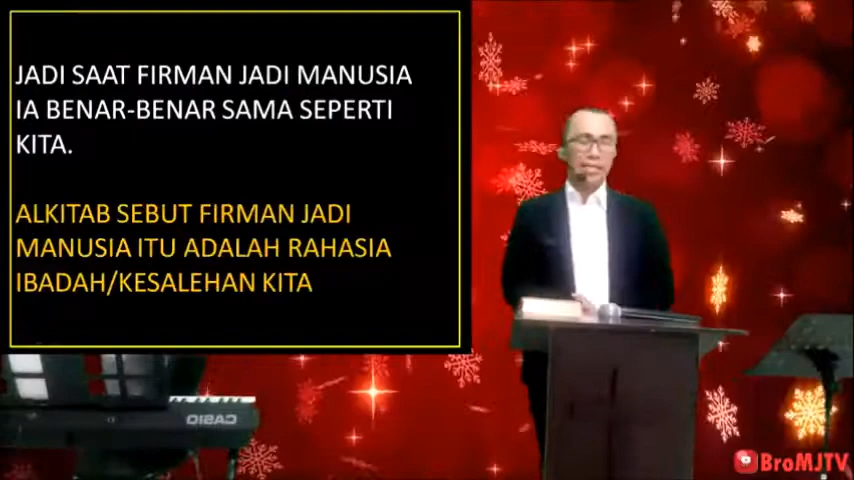 JADI SAAT FIRMAN JADI MANUSIA
IA BENAR-BENAR SAMA SEPERTI
KITA.
ALKITAB SEBUT FIRMAN JADI
MANUSIA ITU ADALAH RAHASIA
IBADAH/KESALEHAN KITA
CASIO
BroMJTV